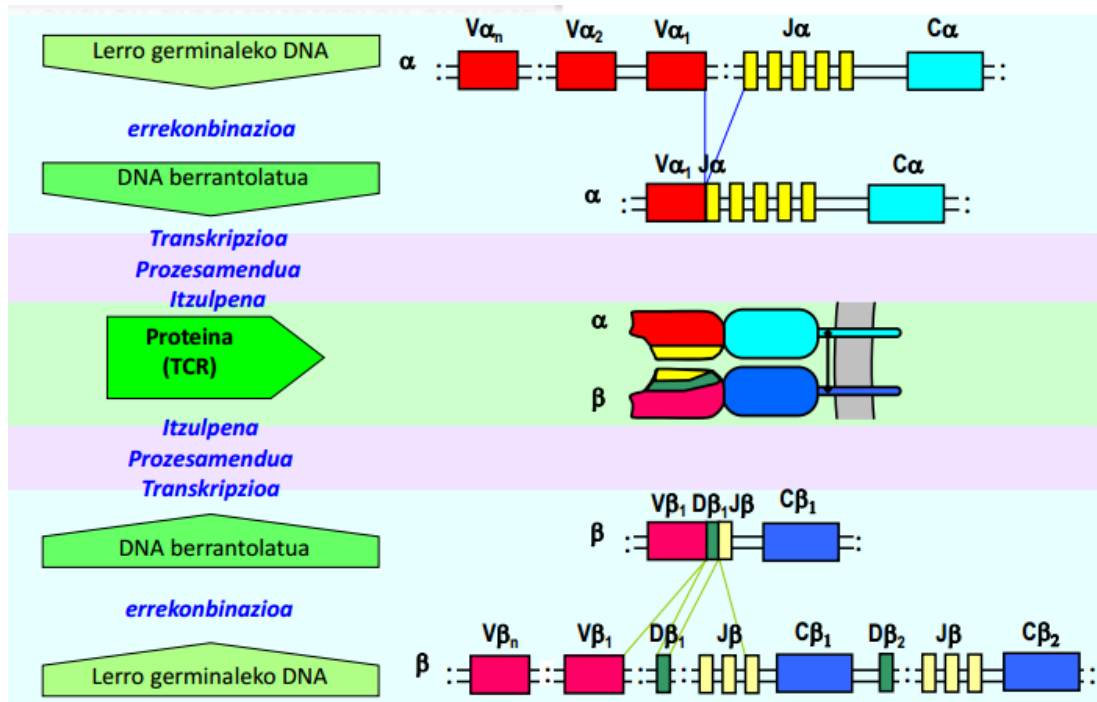 Vαn Vα2 Vα1 Jα Cα
Lerro germinaleko DNA
α
errekonbinazioa
Vα1 Jα Cα
DNA berrantolatua
α
Transkripzioa
Prozesamendua
Itzulpena
Proteina
(TCR)
α
β
Itzulpena
Prozesamendua
Transkripzioa
Vβ1 Dβ1 Jβ Cβ1
DNA berrantolatua
β
errekonbinazioa
Vβn Vβ1 Dβ1 Jβ Cβ1 Dβ2 Jβ Cβ2
Lerro germinaleko DNA
β